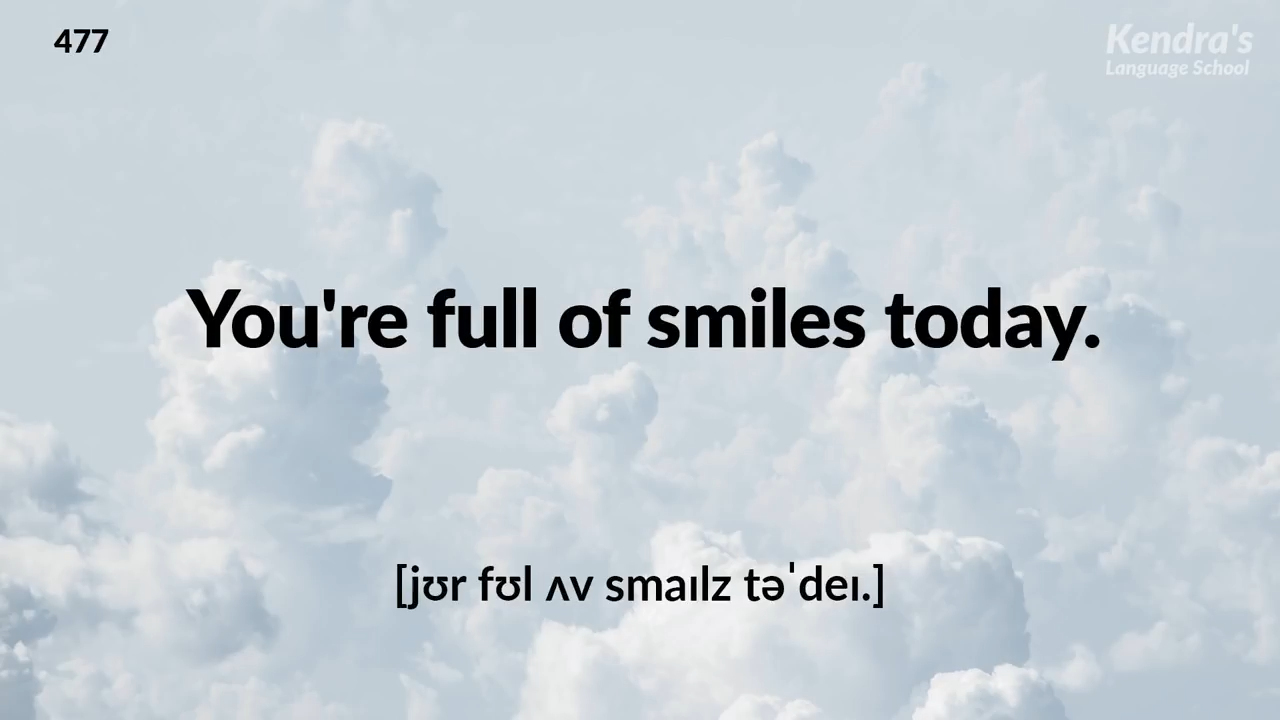 477
Kendra's
Language School
You're full of smiles today.
[jʊr fʊl ʌv smaɪlz təˈdeɪ.]